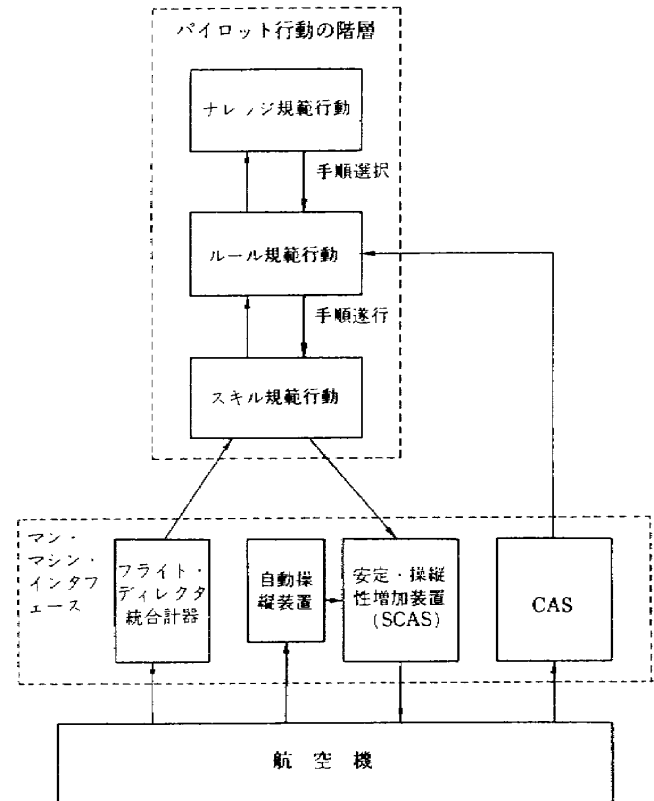 パイロット行動の階層
ナレッジ規範行動
手順選択
ルール規範行動
手順遂行
スキル規範行動
マン・
マシン・
インタフ
ェース
フライト・
ディレクタ
統合計器
自動操
縦装置
安定・操縦
性増加装置
(SCAS)
CAS
航 空 機